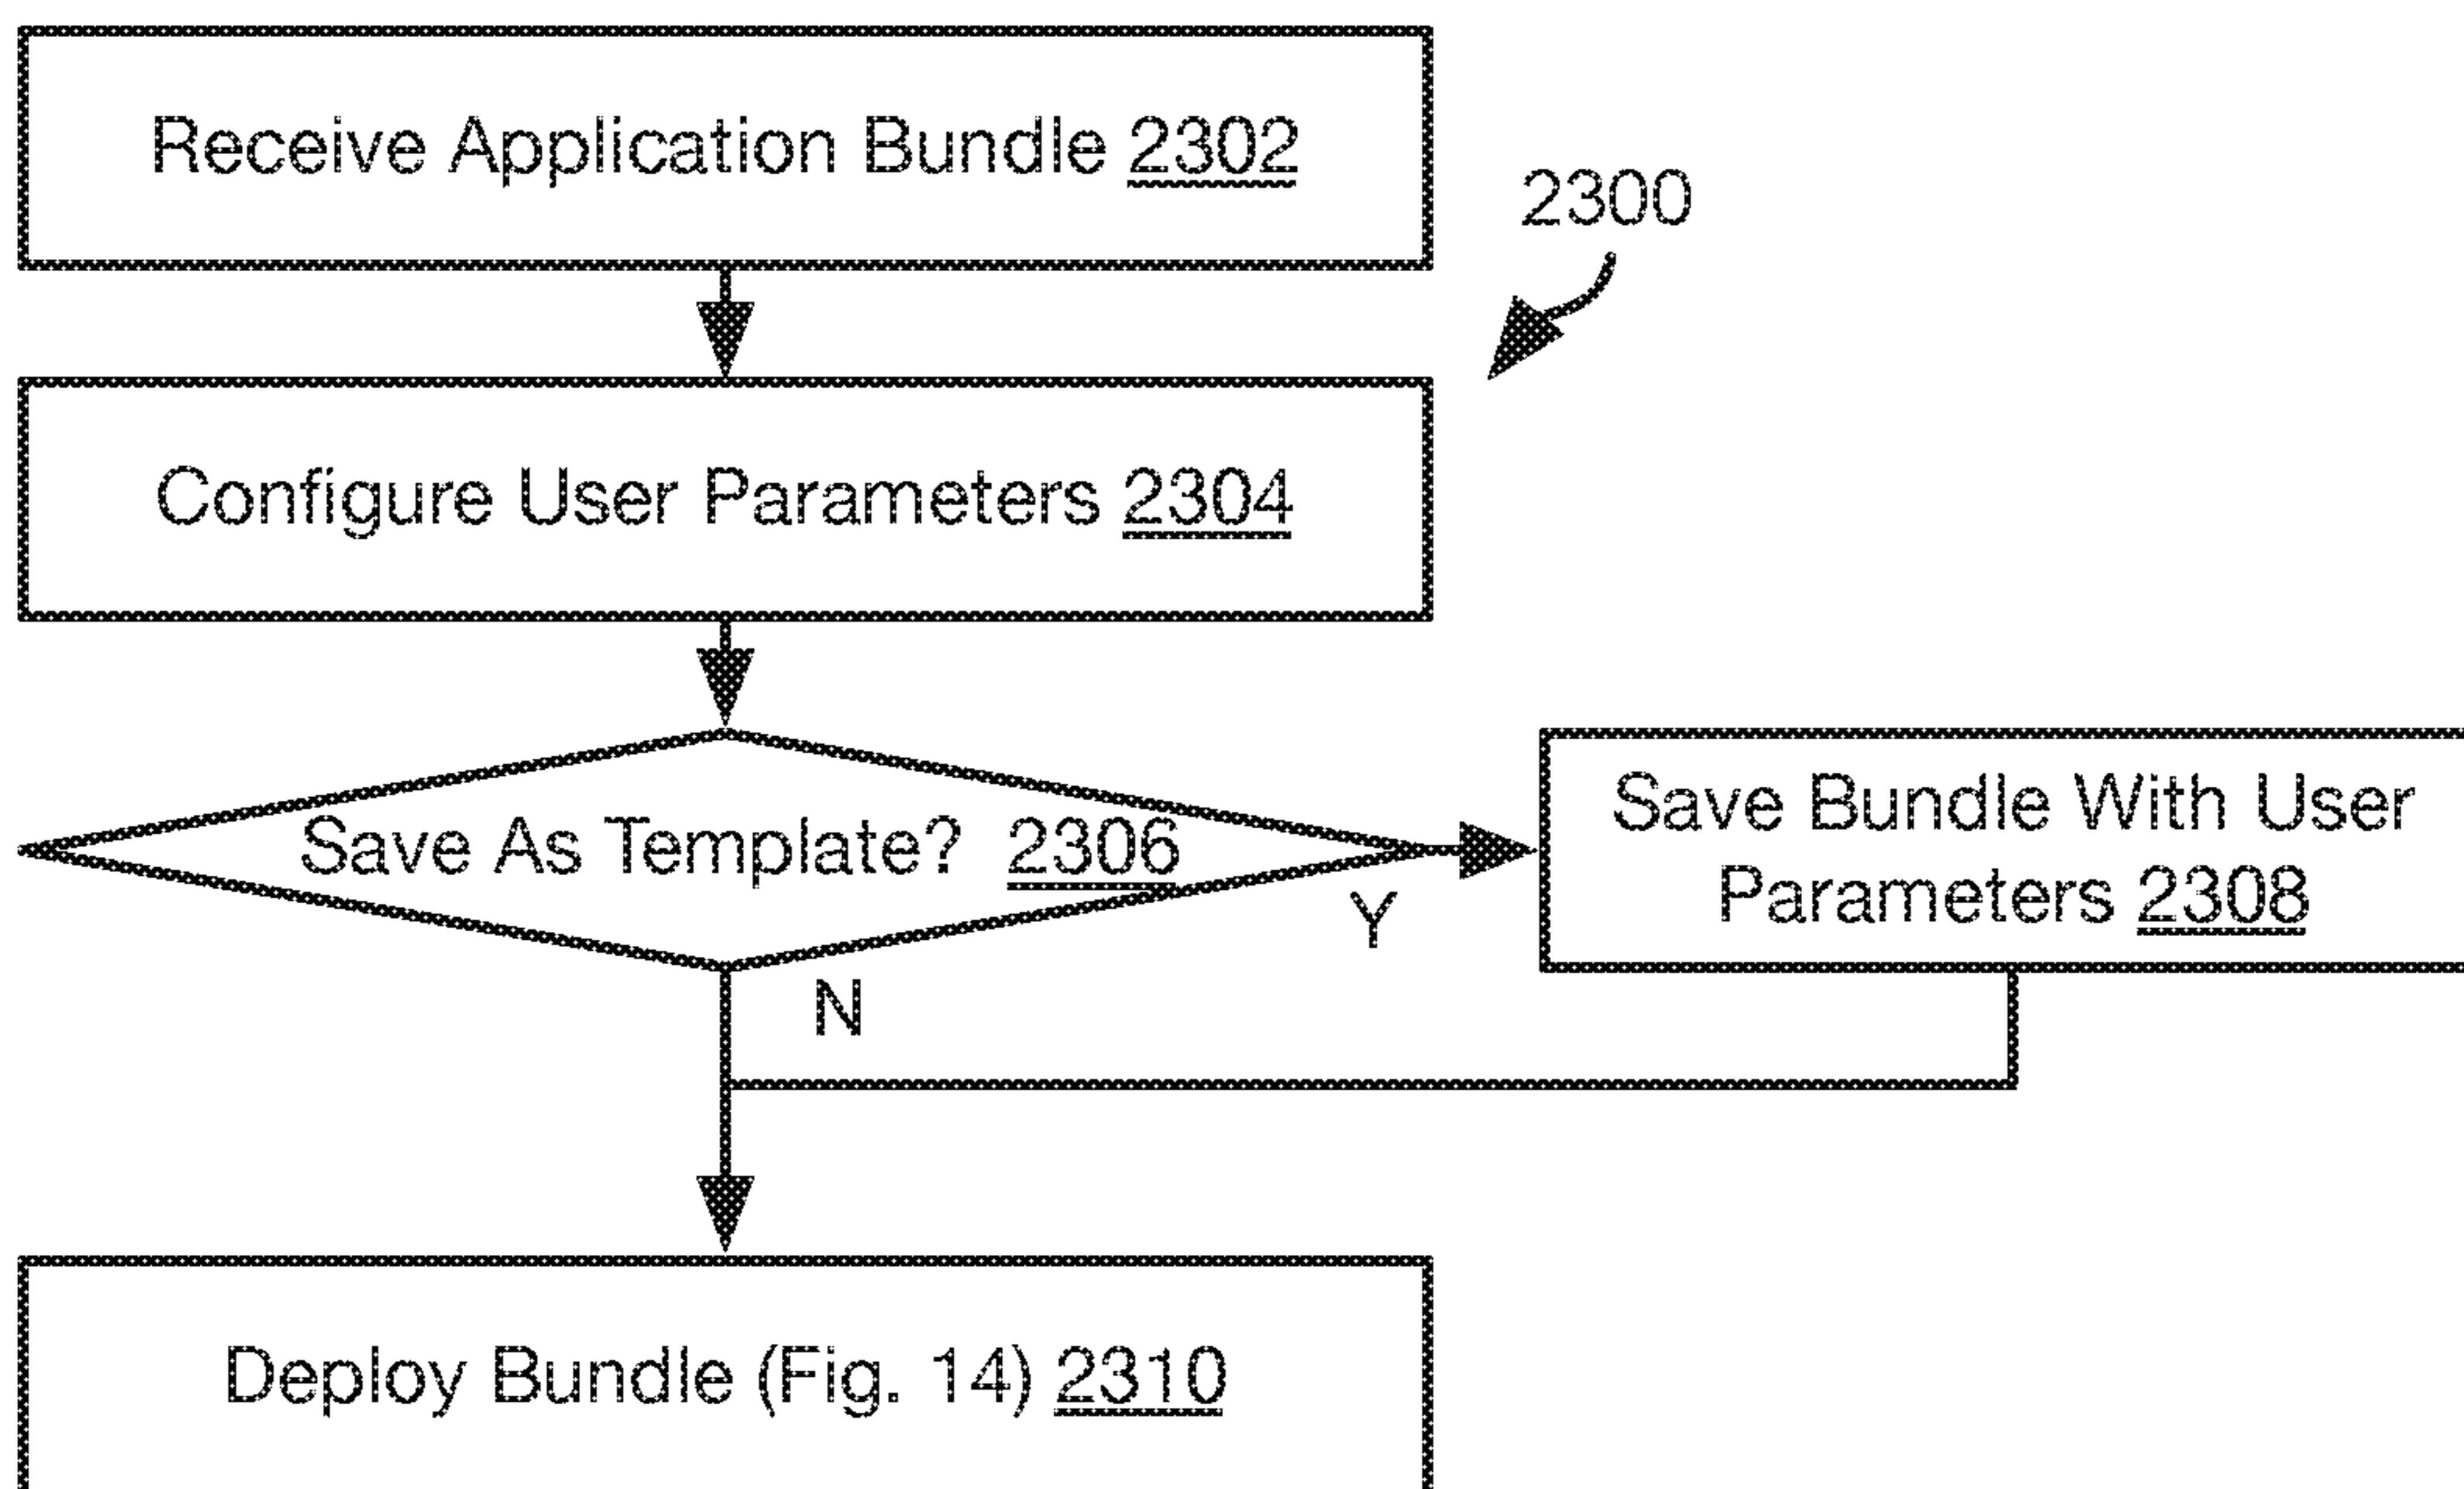 Receive Application Bundle 2302
2300
Configure User Parameters 2304
Save As Template? 2306
Y
Save Bundle With User
Parameters 2308
N
Deploy Bundle (Fig. 14) 2310